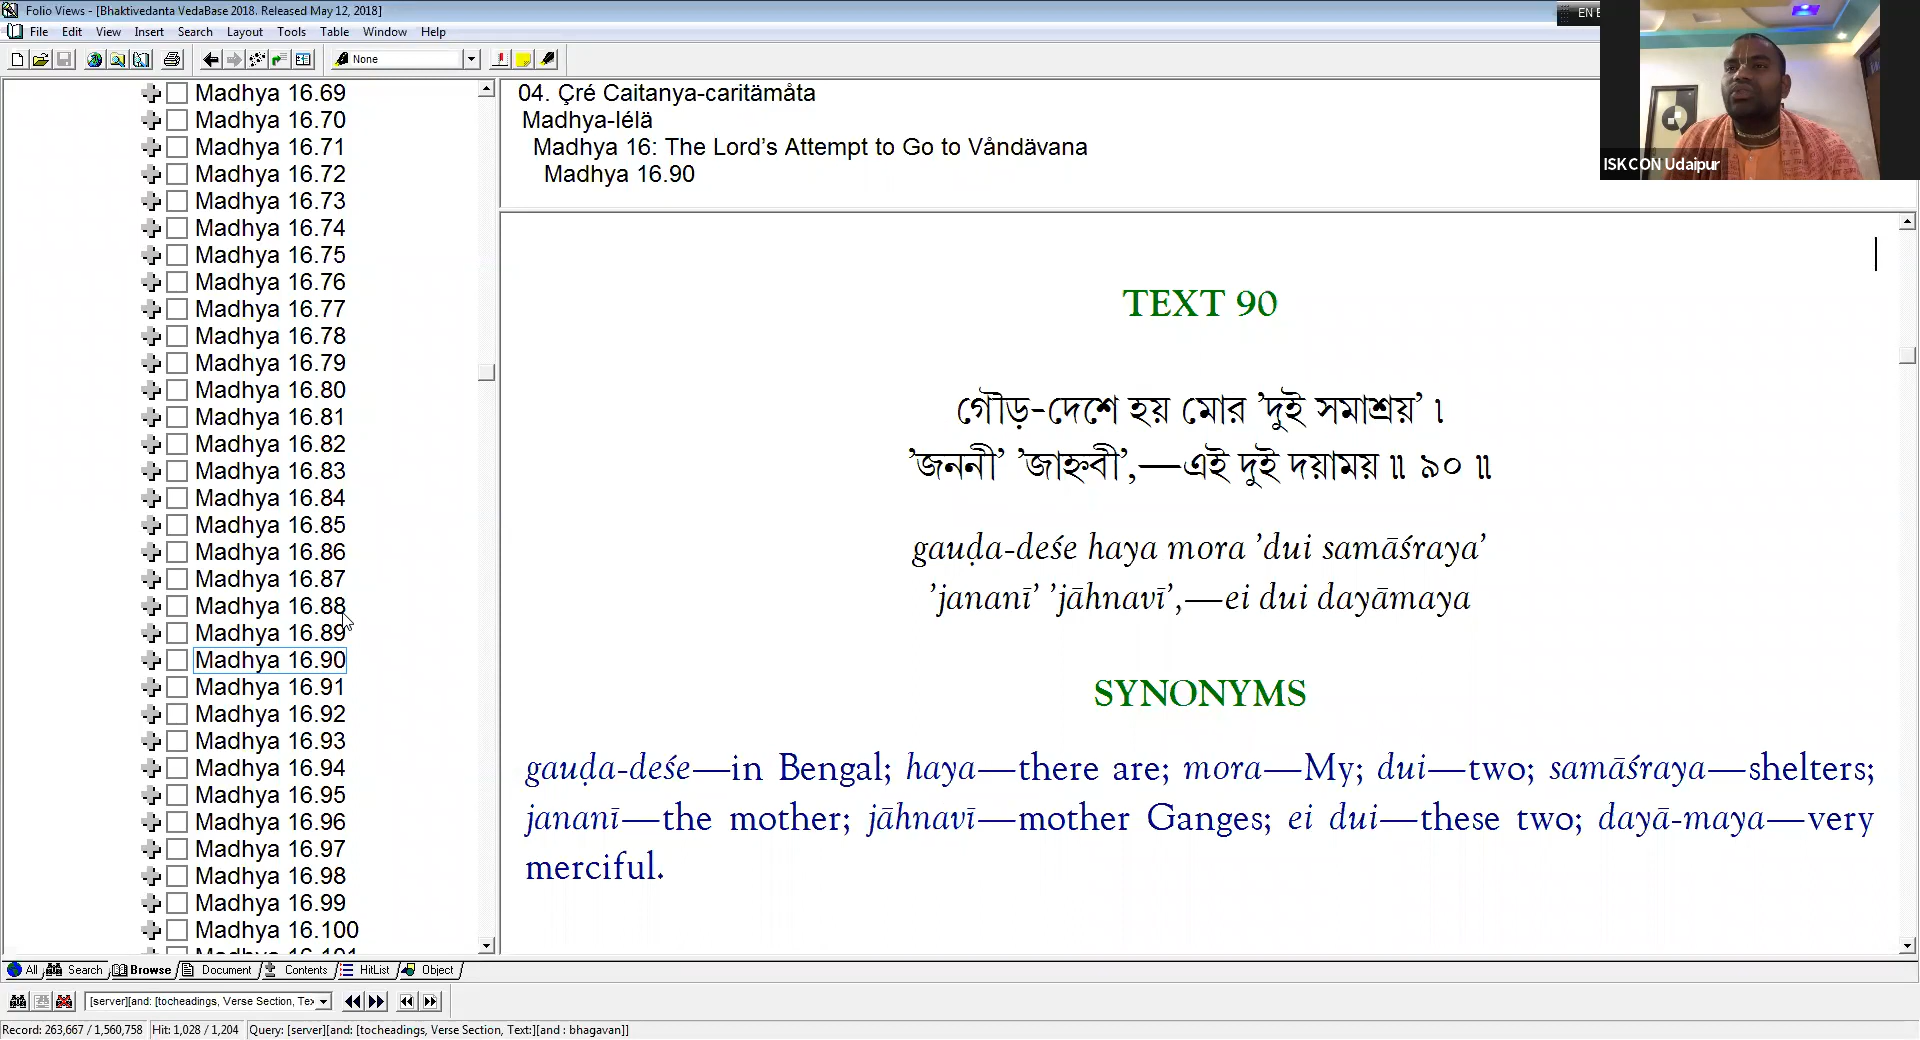 Folio Views - [Bhaktivedanta VedaBase 2018. Released May 12, 2018]
EN
File Edit View Insert Search Layout Tools Table Window Help
None
Madhya 16.69
Madhya 16.70
Madhya 16.71
Madhya 16.72
Madhya 16.73
Madhya 16.74
Madhya 16.75
Madhya 16.76
Madhya 16.77
Madhya 16.78
Madhya 16.79
Madhya 16.80
Madhya 16.81
Madhya 16.82
Madhya 16.83
Madhya 16.84
Madhya 16.85
Madhya 16.86
Madhya 16.87
Madhya 16.88
Madhya 16.89
Madhya 16.90
Madhya 16.91
Madhya 16.92
Madhya 16.93
Madhya 16.94
Madhya 16.95
Madhya 16.96
Madhya 16.97
Madhya 16.98
Madhya 16.99
Madhya 16.100
04. Çré Caitanya-caritämåta
Madhya-lélä
Madhya 16: The Lord’s Attempt to Go to Våndävana
Madhya 16.90
ISKCON Udaipur
TEXT 90
গৌড়-দেশে হয় মোর ’দুই সমাশ্রয়’ ৷
’জননী’ ’জাহ্নবী’,—এই দুই দয়াময় ॥ ৯০ ॥
gauḍa-deśe haya mora ’dui samāśraya’
’jananī’ ’jāhnavī’,—ei dui dayāmaya
SYNONYMS
gauḍa-deśe—in Bengal; haya—there are; mora—My; dui—two; samāśraya—shelters;
jananī—the mother; jāhnavī—mother Ganges; ei dui—these two; dayā-maya—very
merciful.
All Search Browse Document Contents HitList Object
[server][and: [tocheadings, Verse Section, Tex
Record: 263,667 / 1,560,758 Hit: 1,028 / 1,204 Query: [server][and: [tocheadings, Verse Section, Text:][and : bhagavan]]